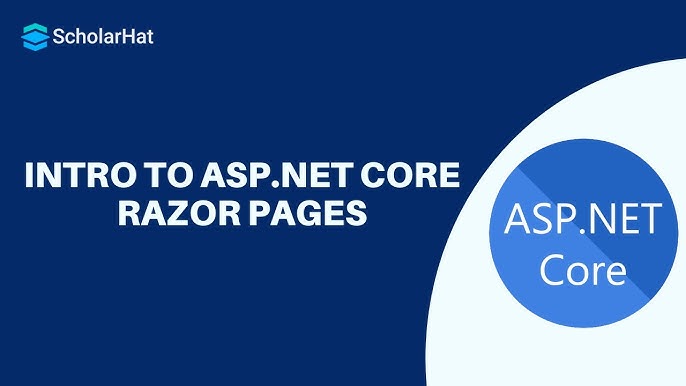 ScholarHat
INTRO TO ASP.NET CORE
RAZOR PAGES
ASP.NET
Core